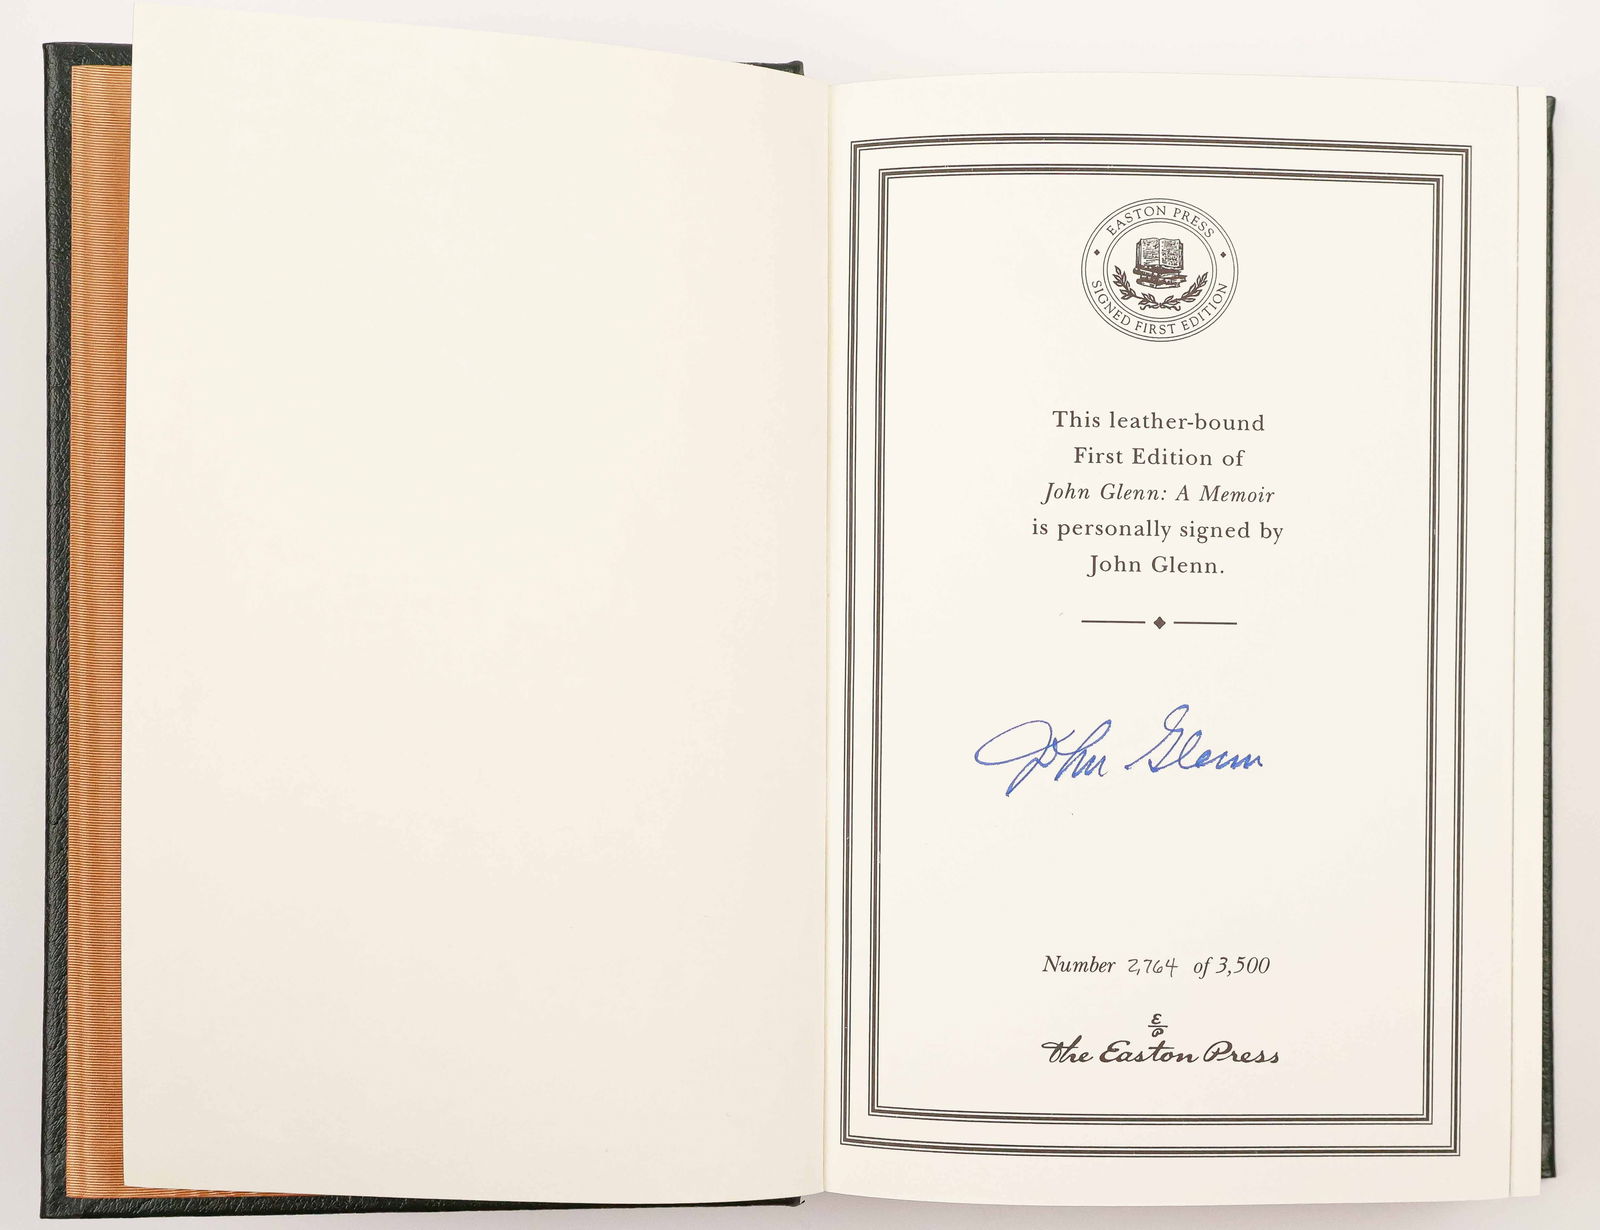 EASTON PRESS
SIGNED FIRST EDITION
This leather-bound
First Edition of
John Glenn: A Memoir
is personally signed by
John Glenn.
John Glenn
Number 2,764 of 3,500
E
P
The Easton Press